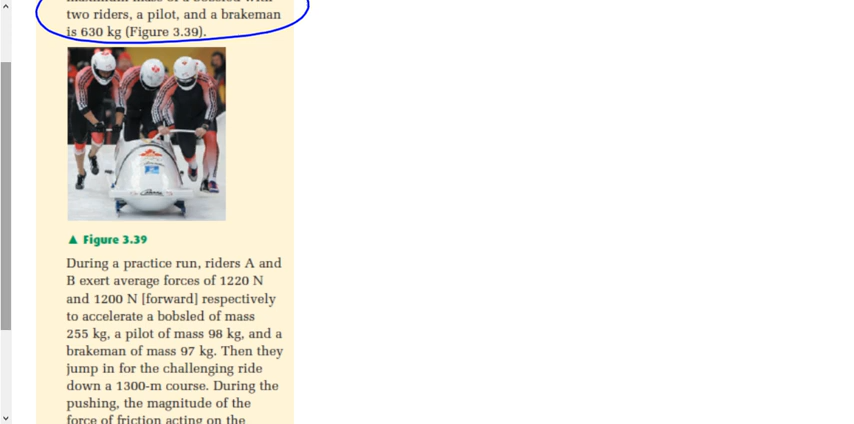 two riders, a pilot, and a brakeman
is 630 kg (Figure 3.39).
▲ Figure 3.39
During a practice run, riders A and
B exert average forces of 1220 N
and 1200 N [forward] respectively
to accelerate a bobsled of mass
255 kg, a pilot of mass 98 kg, and a
brakeman of mass 97 kg. Then they
jump in for the challenging ride
down a 1300-m course. During the
pushing, the magnitude of the
force of friction acting on the